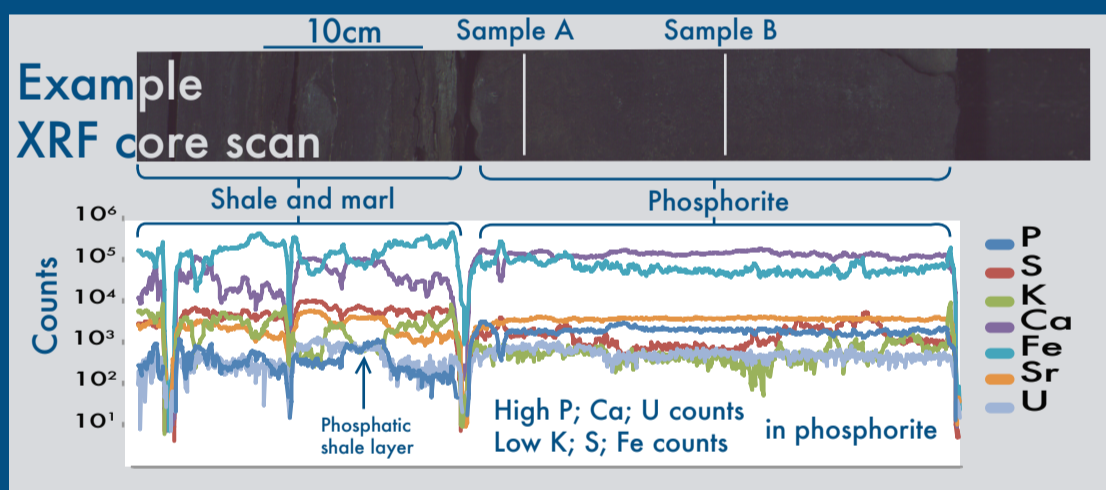 10cm
Sample A
Sample B
Example
XRF core scan
Shale and marl
Phosphorite
Counts
10⁶
10⁵
10⁴
10³
10²
10¹
P
S
K
Ca
Fe
Sr
U
Phosphatic
shale layer
High P; Ca; U counts
Low K; S; Fe counts
in phosphorite